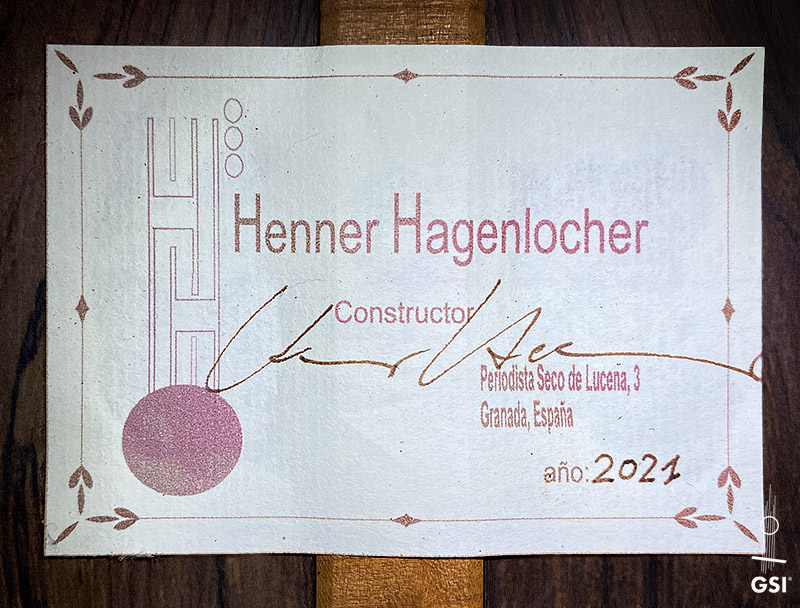 Henner Hagenlocher
Constructor
Periodista Seco de Lucena, 3
Granada, España
año: 2021
GSI